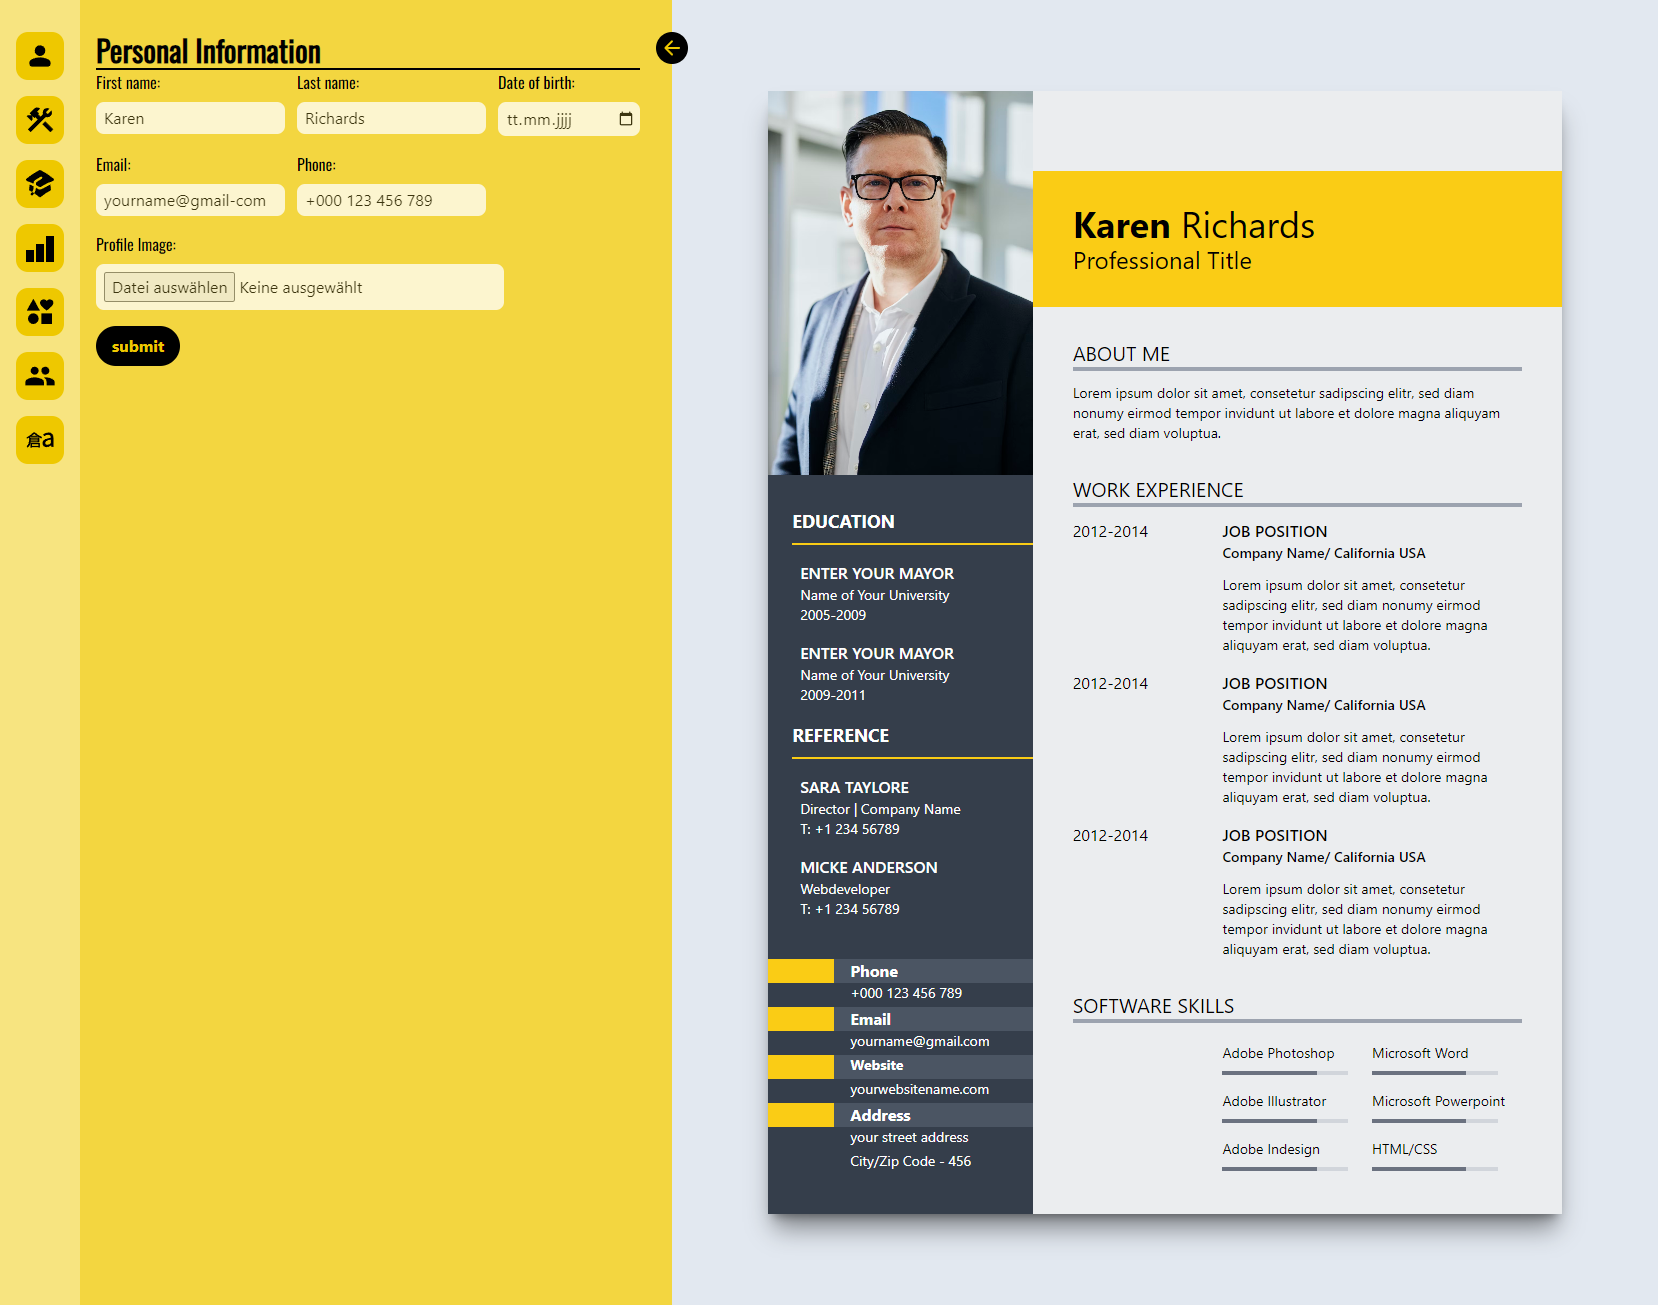 Personal Information
First name:
Last name:
Date of birth:
Karen
Richards
tt.mm.jjjj
Email:
Phone:
yourname@gmail-com
+000 123 456 789
Profile Image:
Datei auswählen Keine ausgewählt
submit
倉a
Karen Richards
Professional Title
ABOUT ME
Lorem ipsum dolor sit amet, consetetur sadipscing elitr, sed diam
nonumy eirmod tempor invidunt ut labore et dolore magna aliquyam
erat, sed diam voluptua.
WORK EXPERIENCE
2012-2014
JOB POSITION
Company Name/ California USA
Lorem ipsum dolor sit amet, consetetur
sadipscing elitr, sed diam nonumy eirmod
tempor invidunt ut labore et dolore magna
aliquyam erat, sed diam voluptua.
2012-2014
JOB POSITION
Company Name/ California USA
Lorem ipsum dolor sit amet, consetetur
sadipscing elitr, sed diam nonumy eirmod
tempor invidunt ut labore et dolore magna
aliquyam erat, sed diam voluptua.
2012-2014
JOB POSITION
Company Name/ California USA
Lorem ipsum dolor sit amet, consetetur
sadipscing elitr, sed diam nonumy eirmod
tempor invidunt ut labore et dolore magna
aliquyam erat, sed diam voluptua.
SOFTWARE SKILLS
Adobe Photoshop
Microsoft Word
Adobe Illustrator
Microsoft Powerpoint
Adobe Indesign
HTML/CSS
EDUCATION
ENTER YOUR MAYOR
Name of Your University
2005-2009
ENTER YOUR MAYOR
Name of Your University
2009-2011
REFERENCE
SARA TAYLORE
Director | Company Name
T: +1 234 56789
MICKE ANDERSON
Webdeveloper
T: +1 234 56789
Phone
+000 123 456 789
Email
yourname@gmail.com
Website
yourwebsitename.com
Address
your street address
City/Zip Code - 456